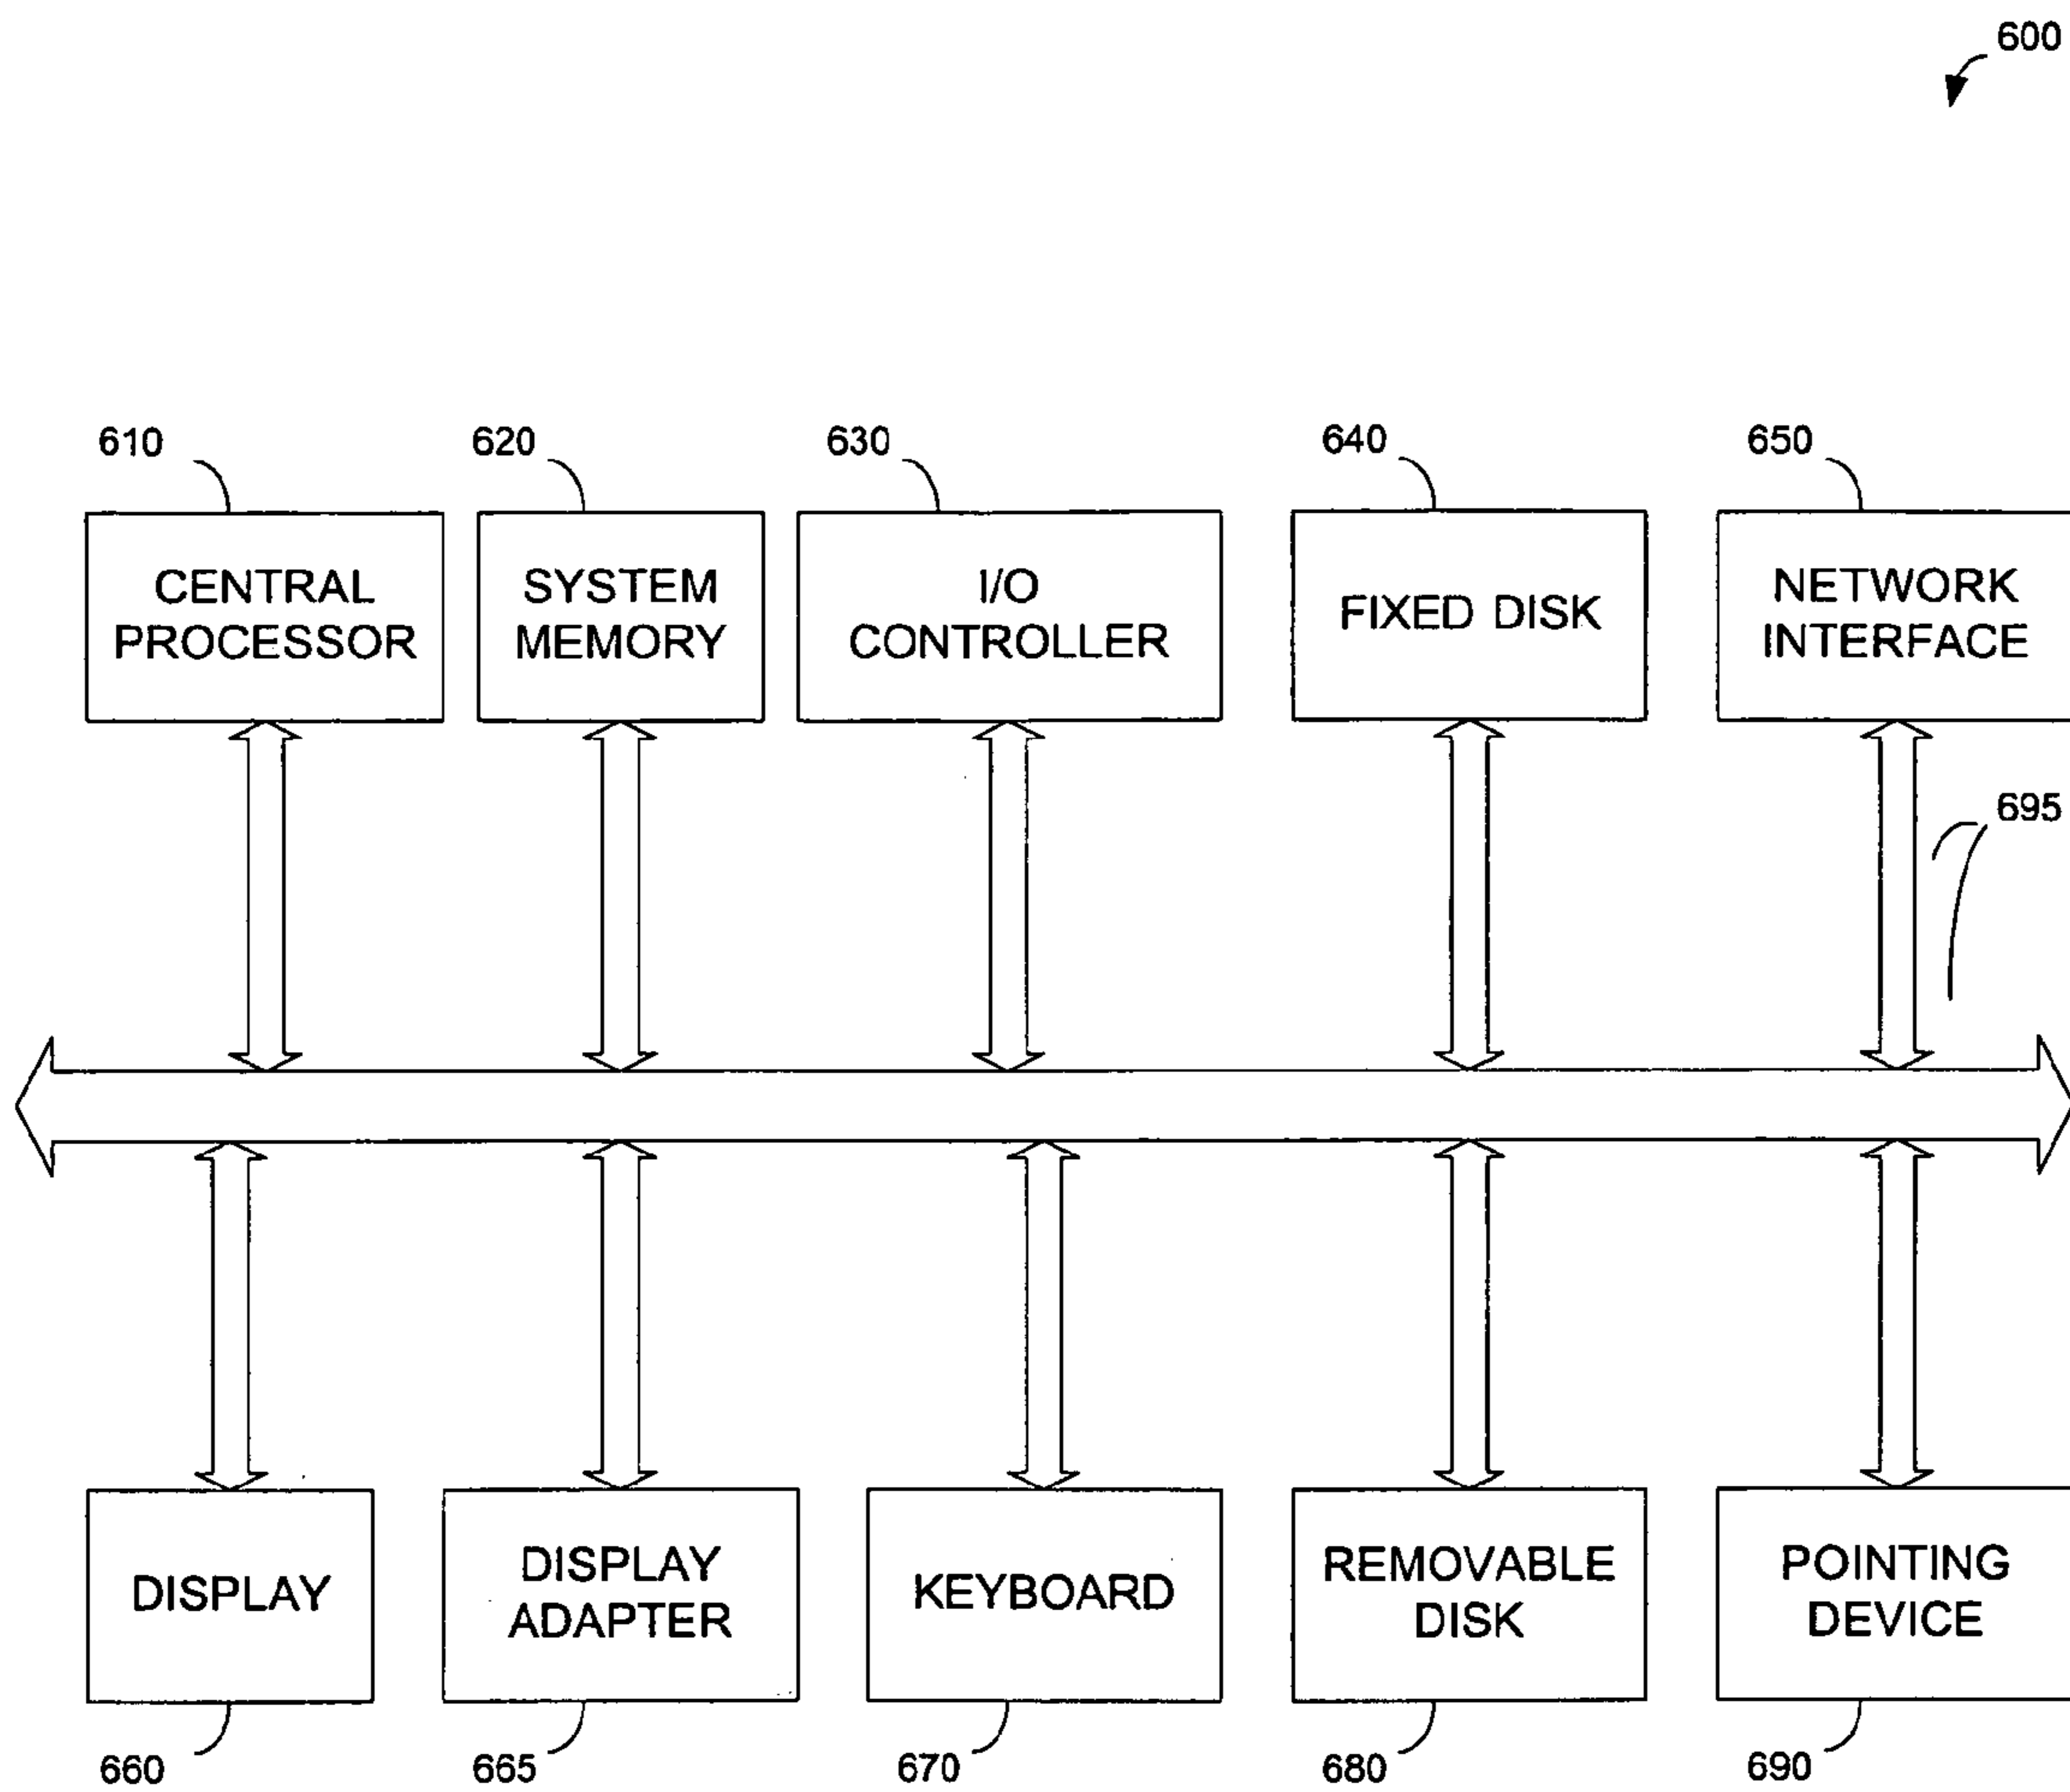 600
610
620
630
640
650
CENTRAL
PROCESSOR
SYSTEM
MEMORY
I/O
CONTROLLER
FIXED DISK
NETWORK
INTERFACE
695
DISPLAY
DISPLAY
ADAPTER
KEYBOARD
REMOVABLE
DISK
POINTING
DEVICE
660
665
670
680
690